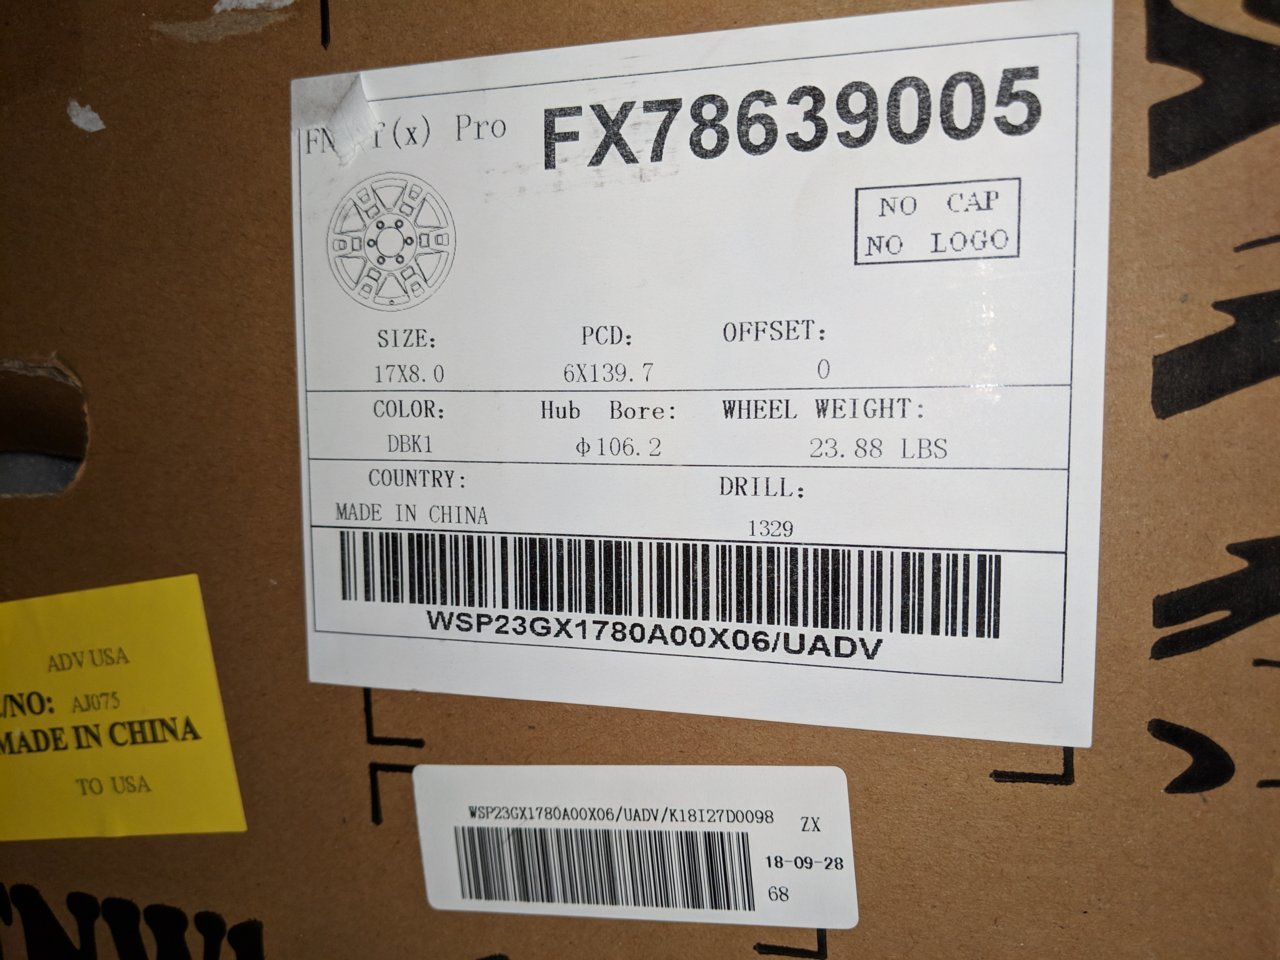 f(x) Pro
FX78639005
NO CAP
NO LOGO
SIZE: PCD: OFFSET:
17X8.0 6X139.7 0
COLOR: Hub Bore: WHEEL WEIGHT:
DBK1 φ106.2 23.88 LBS
COUNTRY: DRILL:
MADE IN CHINA 1329
WSP23GX1780A00X06/UADV
ADV USA
/NO: AJ075
MADE IN CHINA
TO USA
WSP23GX1780A00X06/UADV/K18I27D0098 ZX
18-09-28
68